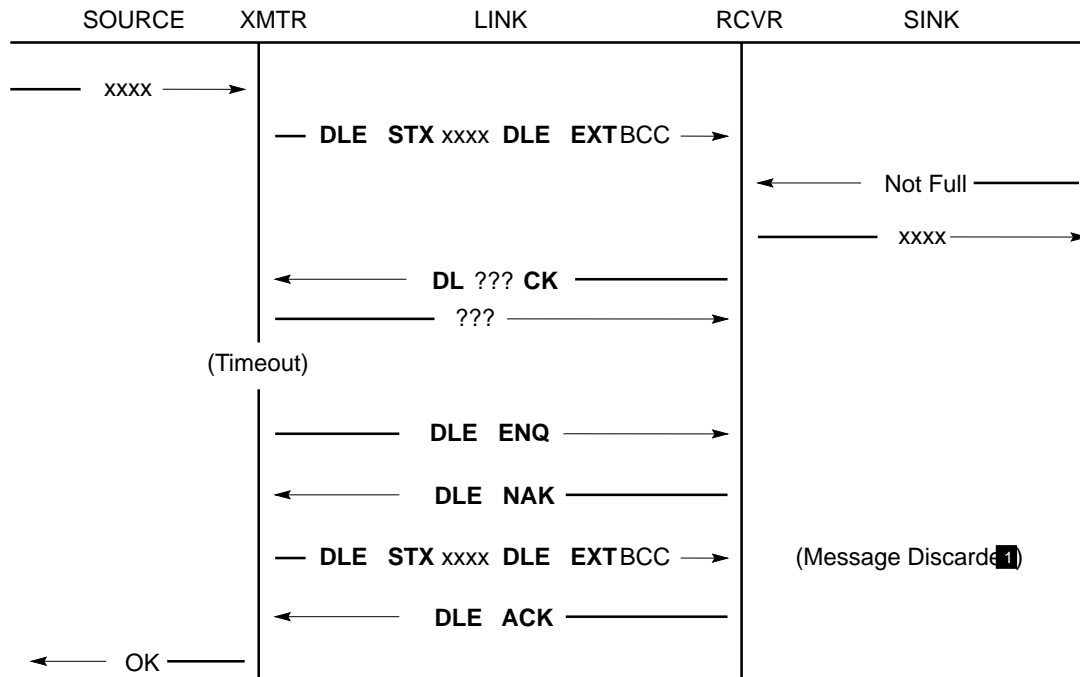 SOURCE XMTR LINK RCVR SINK
xxxx
DLE STX xxxx DLE EXT BCC
Not Full
xxxx
DL ??? CK
???
(Timeout)
DLE ENQ
DLE NAK
DLE STX xxxx DLE EXT BCC (Message Discarde 1)
DLE ACK
OK